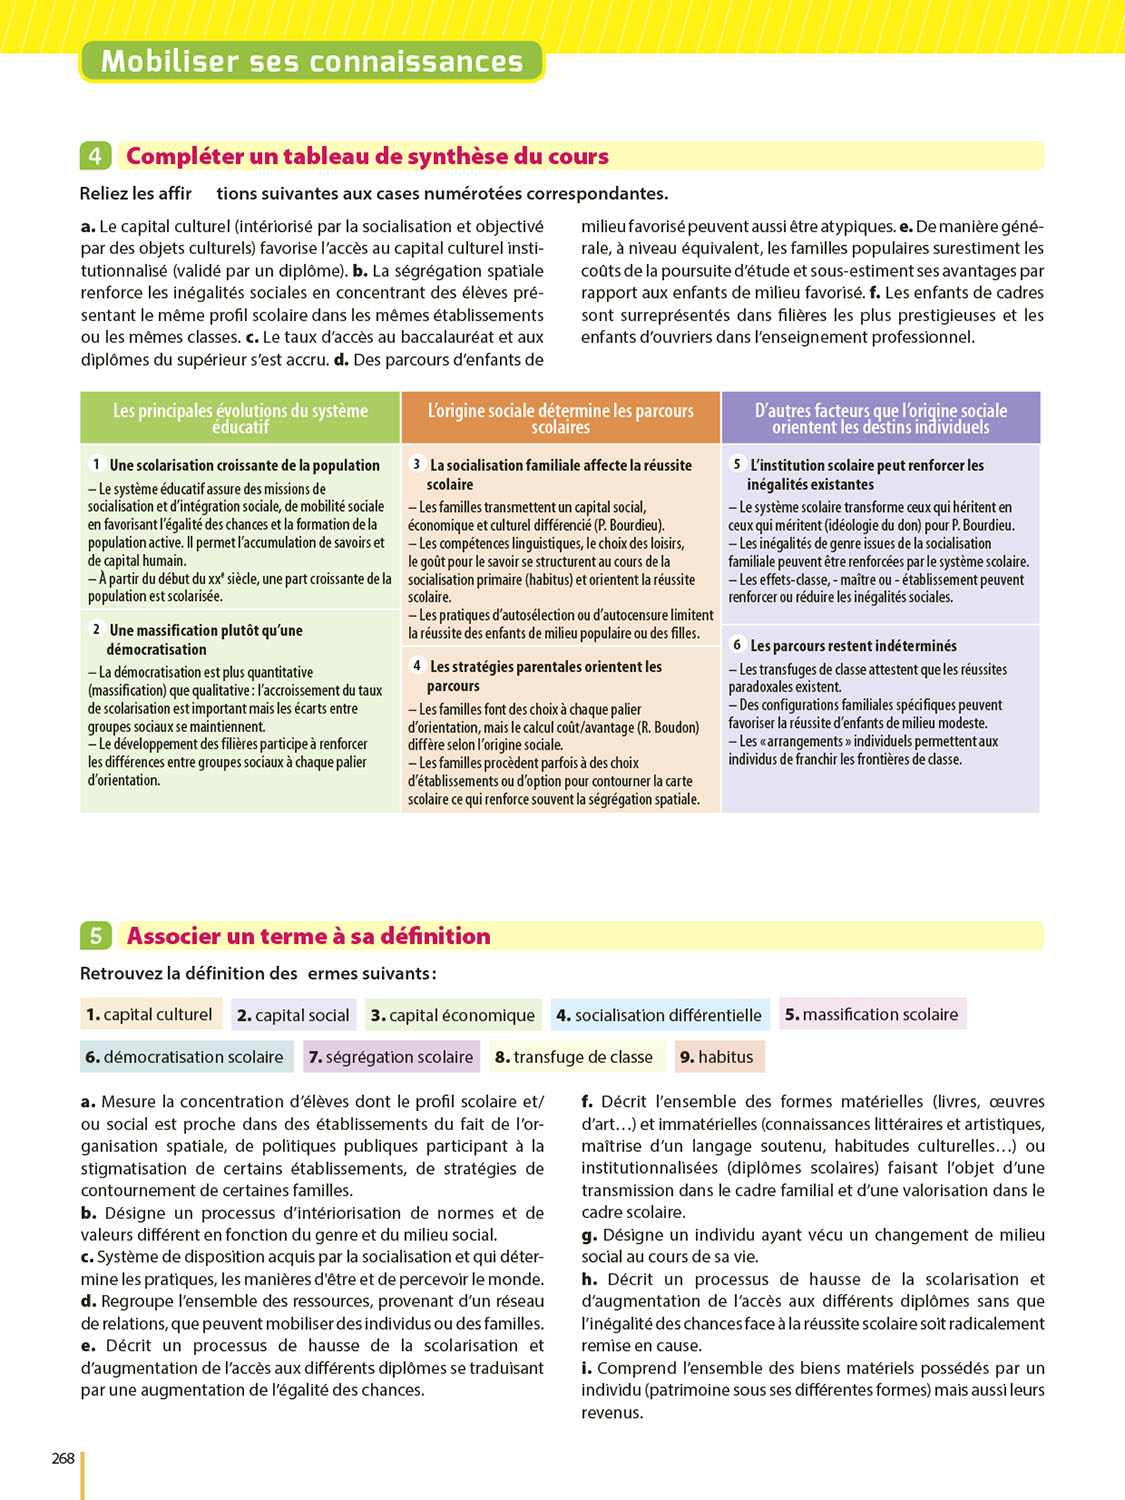 Mobiliser ses connaissances
4 Compléter un tableau de synthèse du cours
Reliez les affir tions suivantes aux cases numérotées correspondantes.
a. Le capital culturel (intériorisé par la socialisation et objectivé
par des objets culturels) favorise l’accès au capital culturel insti-
tutionnalisé (validé par un diplôme). b. La ségrégation spatiale
renforce les inégalités sociales en concentrant des élèves pré-
sentant le même profil scolaire dans les mêmes établissements
ou les mêmes classes. c. Le taux d’accès au baccalauréat et aux
diplômes du supérieur s’est accru. d. Des parcours d’enfants de
milieu favorisé peuvent aussi être atypiques. e. De manière géné-
rale, à niveau équivalent, les familles populaires surestiment les
coûts de la poursuite d’étude et sous-estiment ses avantages par
rapport aux enfants de milieu favorisé. f. Les enfants de cadres
sont surreprésentés dans filières les plus prestigieuses et les
enfants d’ouvriers dans l’enseignement professionnel.
Les principales évolutions du système
éducatif
1 Une scolarisation croissante de la population
– Le système éducatif assure des missions de
socialisation et d’intégration sociale, de mobilité sociale
en favorisant l’égalité des chances et la formation de la
population active. Il permet l’accumulation de savoirs et
de capital humain.
– À partir du début du XXe siècle, une part croissante de la
population est scolarisée.
2 Une massification plutôt qu’une
démocratisation
– La démocratisation est plus quantitative
(massification) que qualitative : l’accroissement du taux
de scolarisation est important mais les écarts entre
groupes sociaux se maintiennent.
– Le développement des filières participe à renforcer
les différences entre groupes sociaux à chaque palier
d’orientation.
L’origine sociale détermine les parcours
scolaires
3 La socialisation familiale affecte la réussite
scolaire
– Les familles transmettent un capital social,
économique et culturel différencié (P. Bourdieu).
– Les compétences linguistiques, le choix des loisirs,
le goût pour le savoir se structurent au cours de la
socialisation primaire (habitus) et orientent la réussite
scolaire.
– Les pratiques d’autosélection ou d’autocensure limitent
la réussite des enfants de milieu populaire ou des filles.
4 Les stratégies parentales orientent les
parcours
– Les familles font des choix à chaque palier
d’orientation, mais le calcul coût/avantage (R. Boudon)
diffère selon l’origine sociale.
– Les familles procèdent parfois à des choix
d’établissements ou d’option pour contourner la carte
scolaire ce qui renforce souvent la ségrégation spatiale.
D’autres facteurs que l’origine sociale
orientent les destins individuels
5 L’institution scolaire peut renforcer les
inégalités existantes
– Le système scolaire transforme ceux qui héritent en
ceux qui méritent (idéologie du don) pour P. Bourdieu.
– Les inégalités de genre issues de la socialisation
familiale peuvent être renforcées par le système scolaire.
– Les effets-classe, - maître ou - établissement peuvent
renforcer ou réduire les inégalités sociales.
6 Les parcours restent indéterminés
– Les transfuges de classe attestent que les réussites
paradoxales existent.
– Des configurations familiales spécifiques peuvent
favoriser la réussite d’enfants de milieu modeste.
– Les « arrangements » individuels permettent aux
individus de franchir les frontières de classe.
5 Associer un terme à sa définition
Retrouvez la définition des ermes suivants :
1. capital culturel 2. capital social 3. capital économique 4. socialisation différentielle 5. massification scolaire
6. démocratisation scolaire 7. ségrégation scolaire 8. transfuge de classe 9. habitus
a. Mesure la concentration d’élèves dont le profil scolaire et/
ou social est proche dans des établissements du fait de l’or-
ganisation spatiale, de politiques publiques participant à la
stigmatisation de certains établissements, de stratégies de
contournement de certaines familles.
b. Désigne un processus d’intériorisation de normes et de
valeurs différent en fonction du genre et du milieu social.
c. Système de disposition acquis par la socialisation et qui déter-
mine les pratiques, les manières d'être et de percevoir le monde.
d. Regroupe l’ensemble des ressources, provenant d’un réseau
de relations, que peuvent mobiliser des individus ou des familles.
e. Décrit un processus de hausse de la scolarisation et
d’augmentation de l’accès aux différents diplômes se traduisant
par une augmentation de l’égalité des chances.
f. Décrit l’ensemble des formes matérielles (livres, œuvres
d’art…) et immatérielles (connaissances littéraires et artistiques,
maîtrise d’un langage soutenu, habitudes culturelles…) ou
institutionnalisées (diplômes scolaires) faisant l’objet d’une
transmission dans le cadre familial et d’une valorisation dans le
cadre scolaire.
g. Désigne un individu ayant vécu un changement de milieu
social au cours de sa vie.
h. Décrit un processus de hausse de la scolarisation et
d’augmentation de l’accès aux différents diplômes sans que
l’inégalité des chances face à la réussite scolaire soit radicalement
remise en cause.
i. Comprend l’ensemble des biens matériels possédés par un
individu (patrimoine sous ses différentes formes) mais aussi leurs
revenus.
268